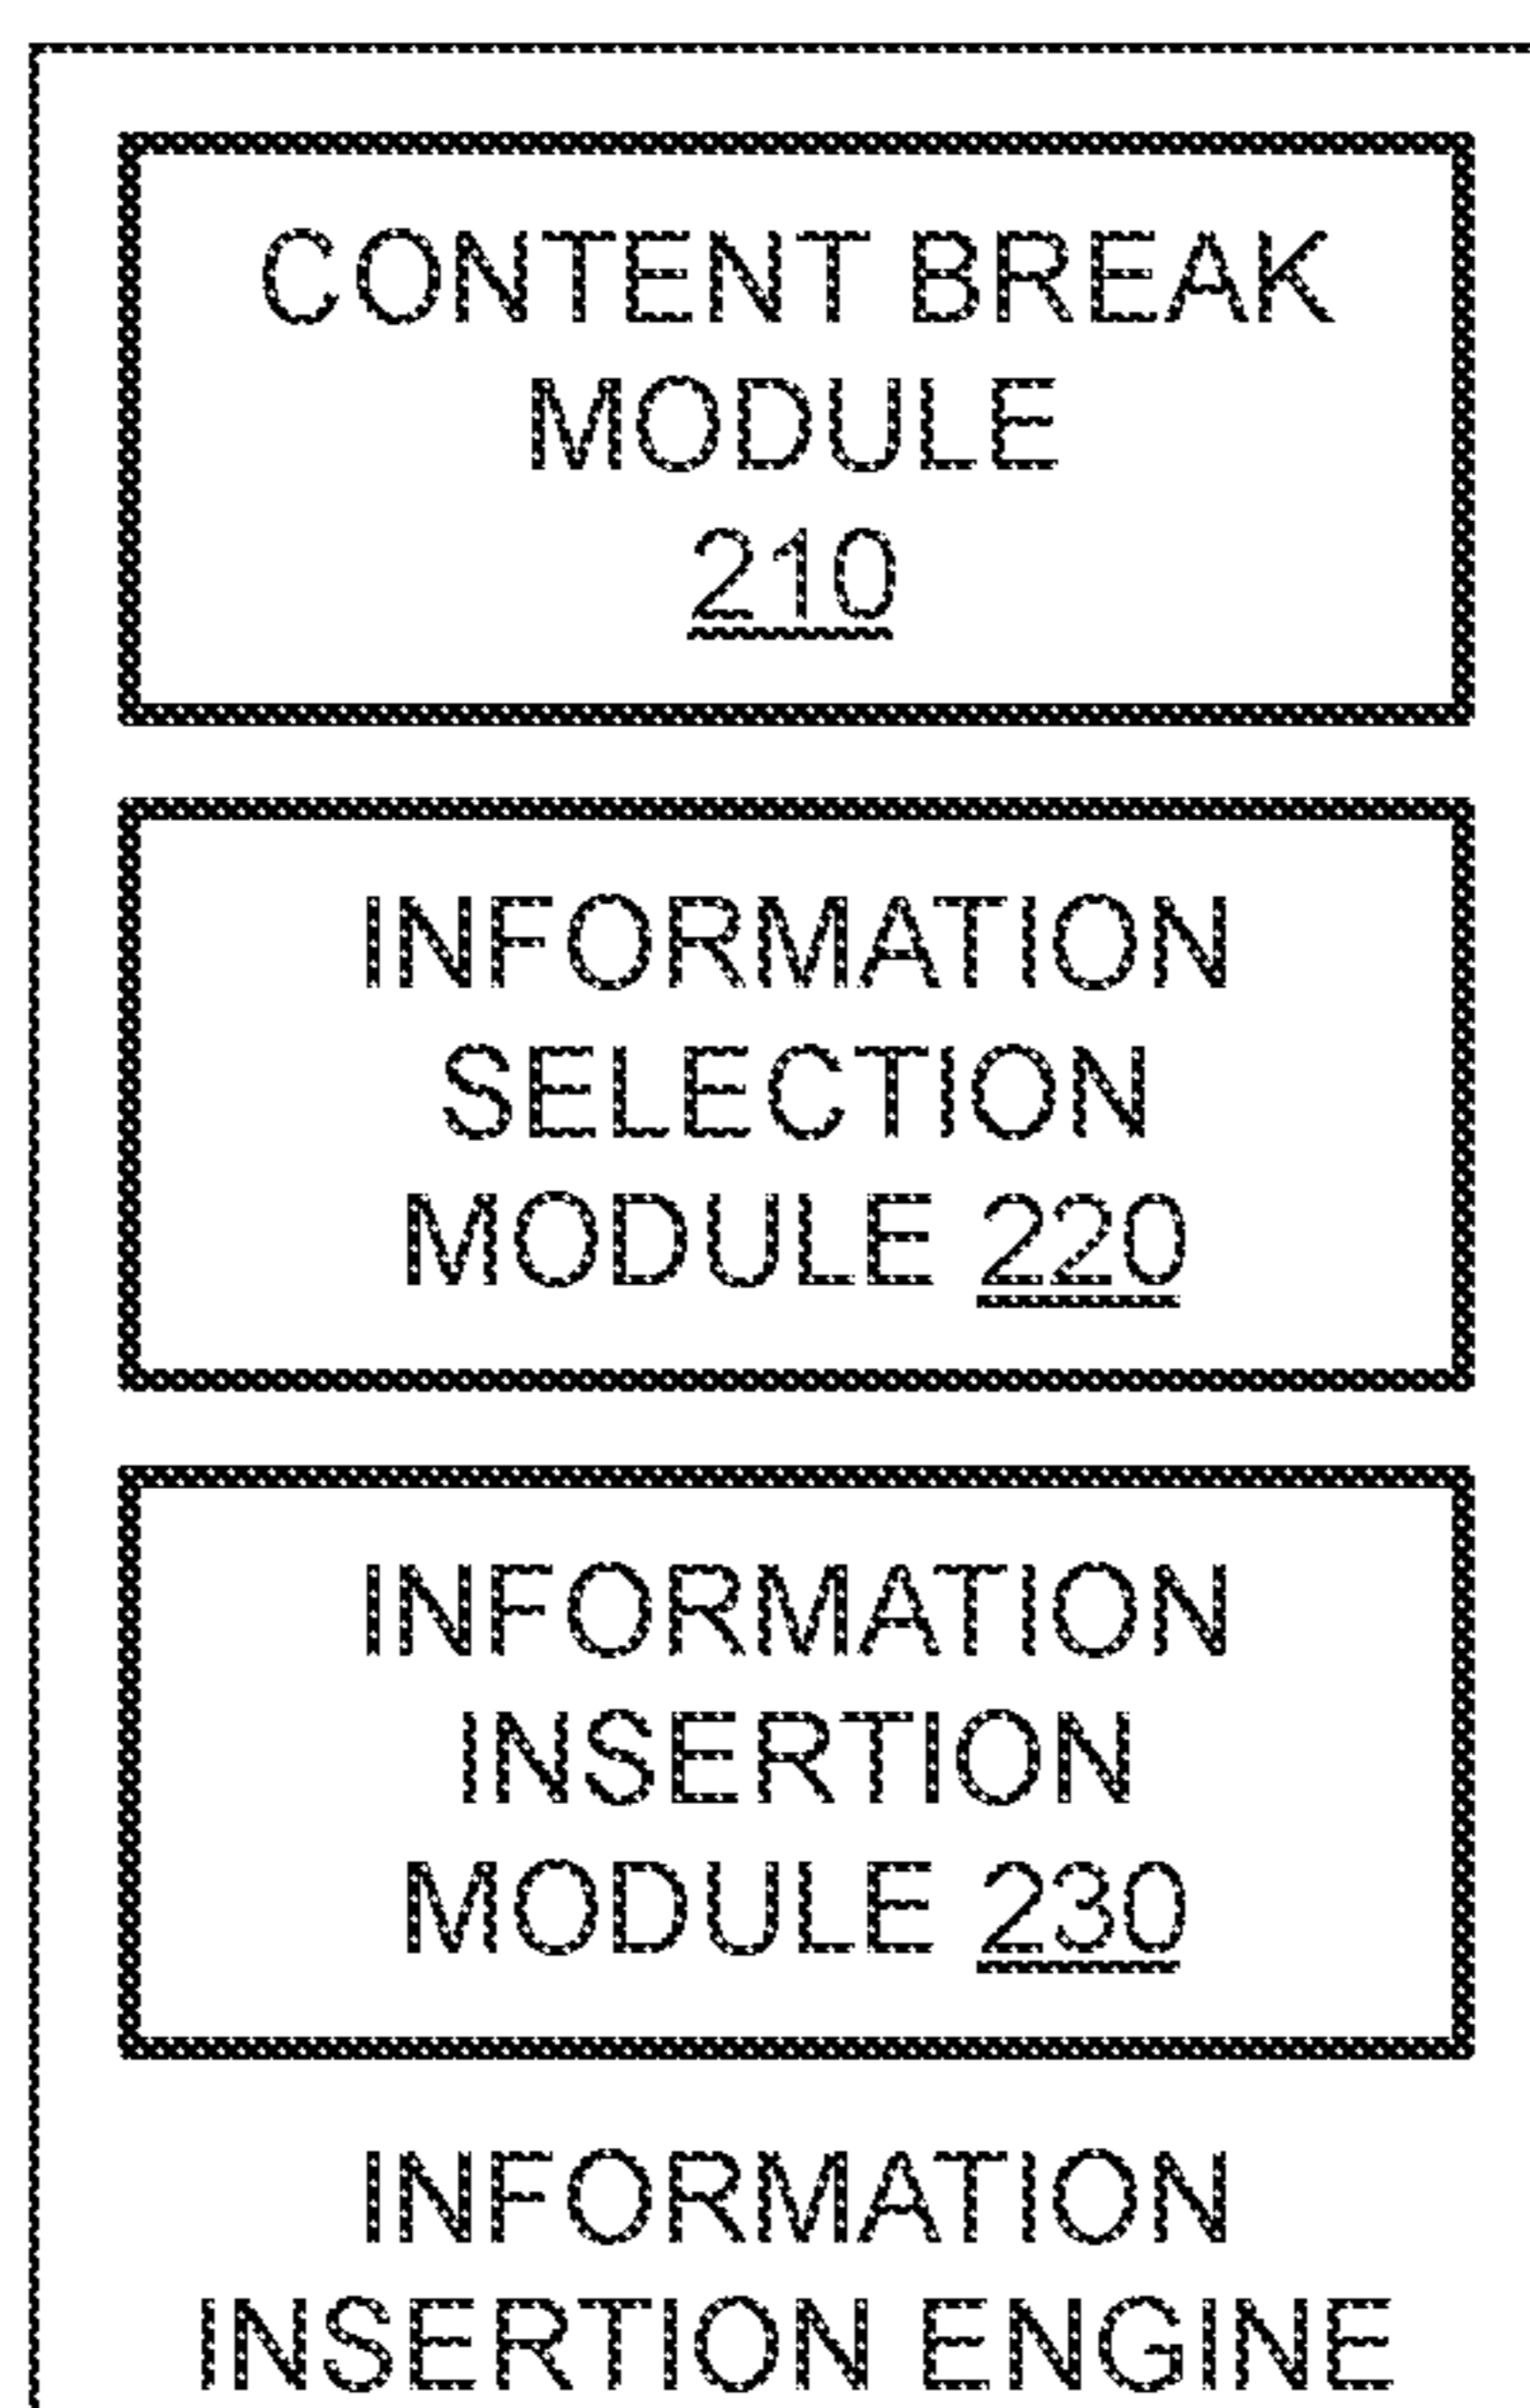 CONTENT BREAK
MODULE
210
INFORMATION
SELECTION
MODULE 220
INFORMATION
INSERTION
MODULE 230
INFORMATION
INSERTION ENGINE